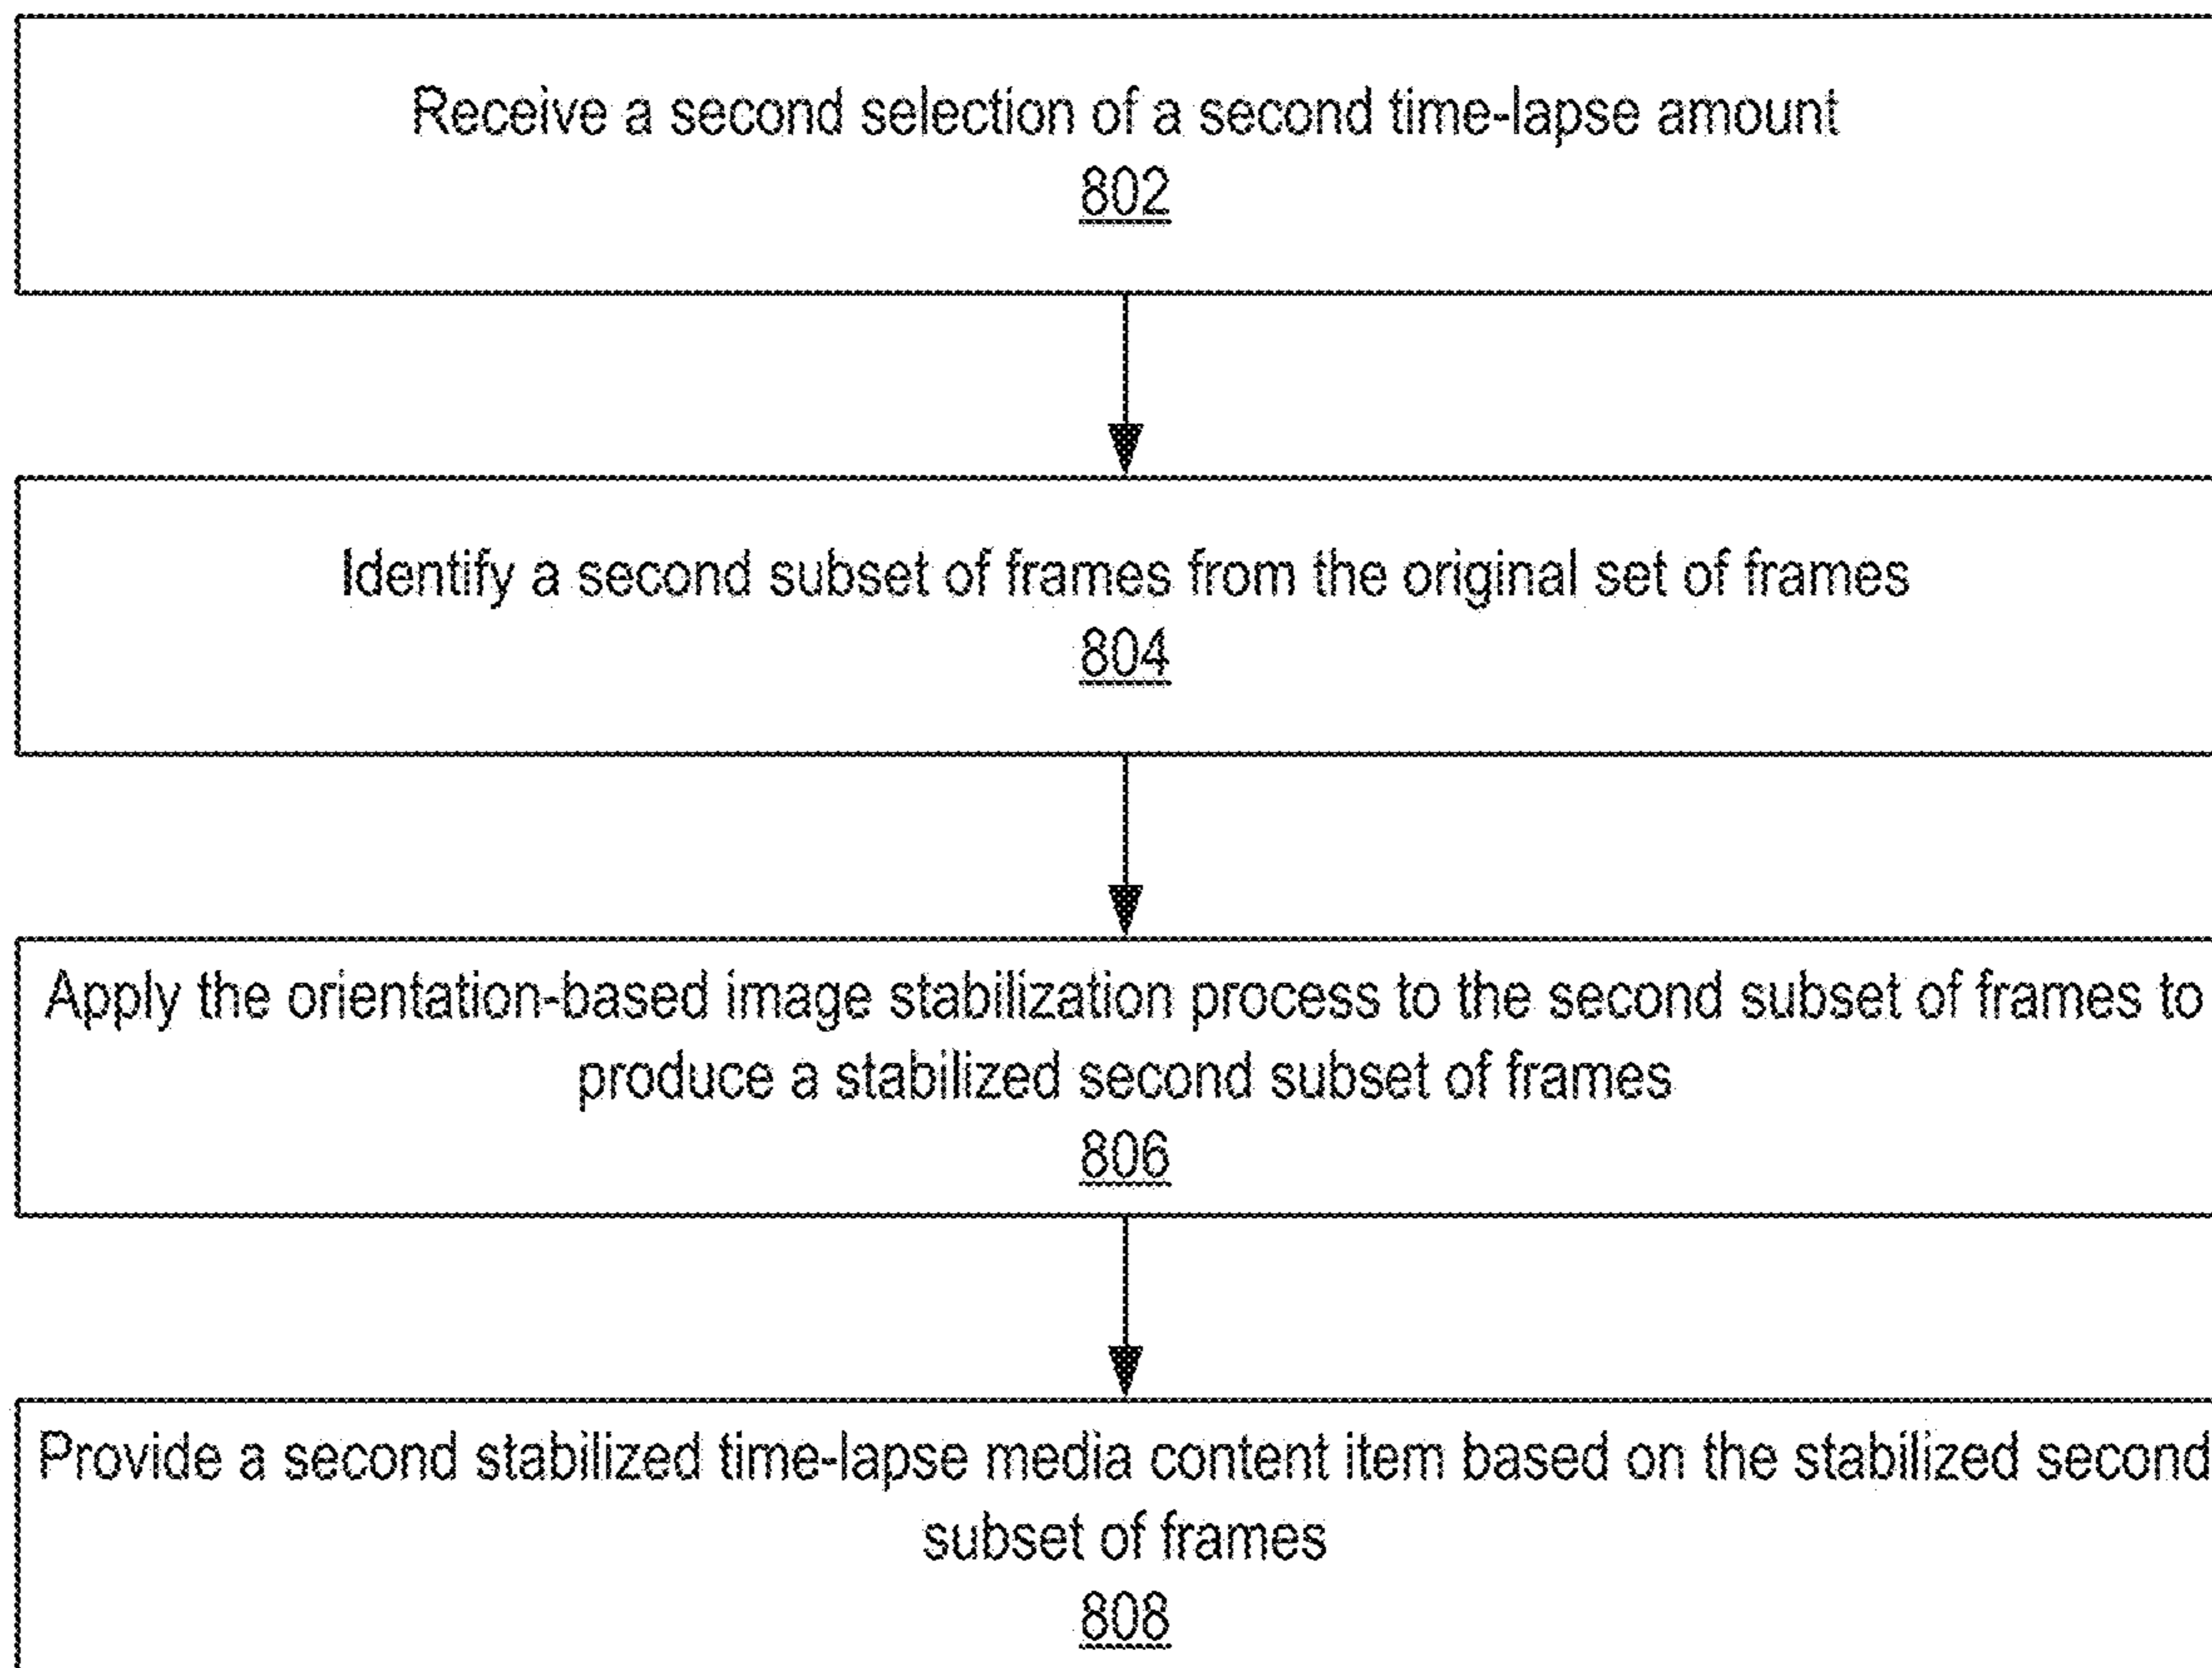 Receive a second selection of a second time-lapse amount
802
Identify a second subset of frames from the original set of frames
804
Apply the orientation-based image stabilization process to the second subset of frames to
produce a stabilized second subset of frames
806
Provide a second stabilized time-lapse media content item based on the stabilized second
subset of frames
808